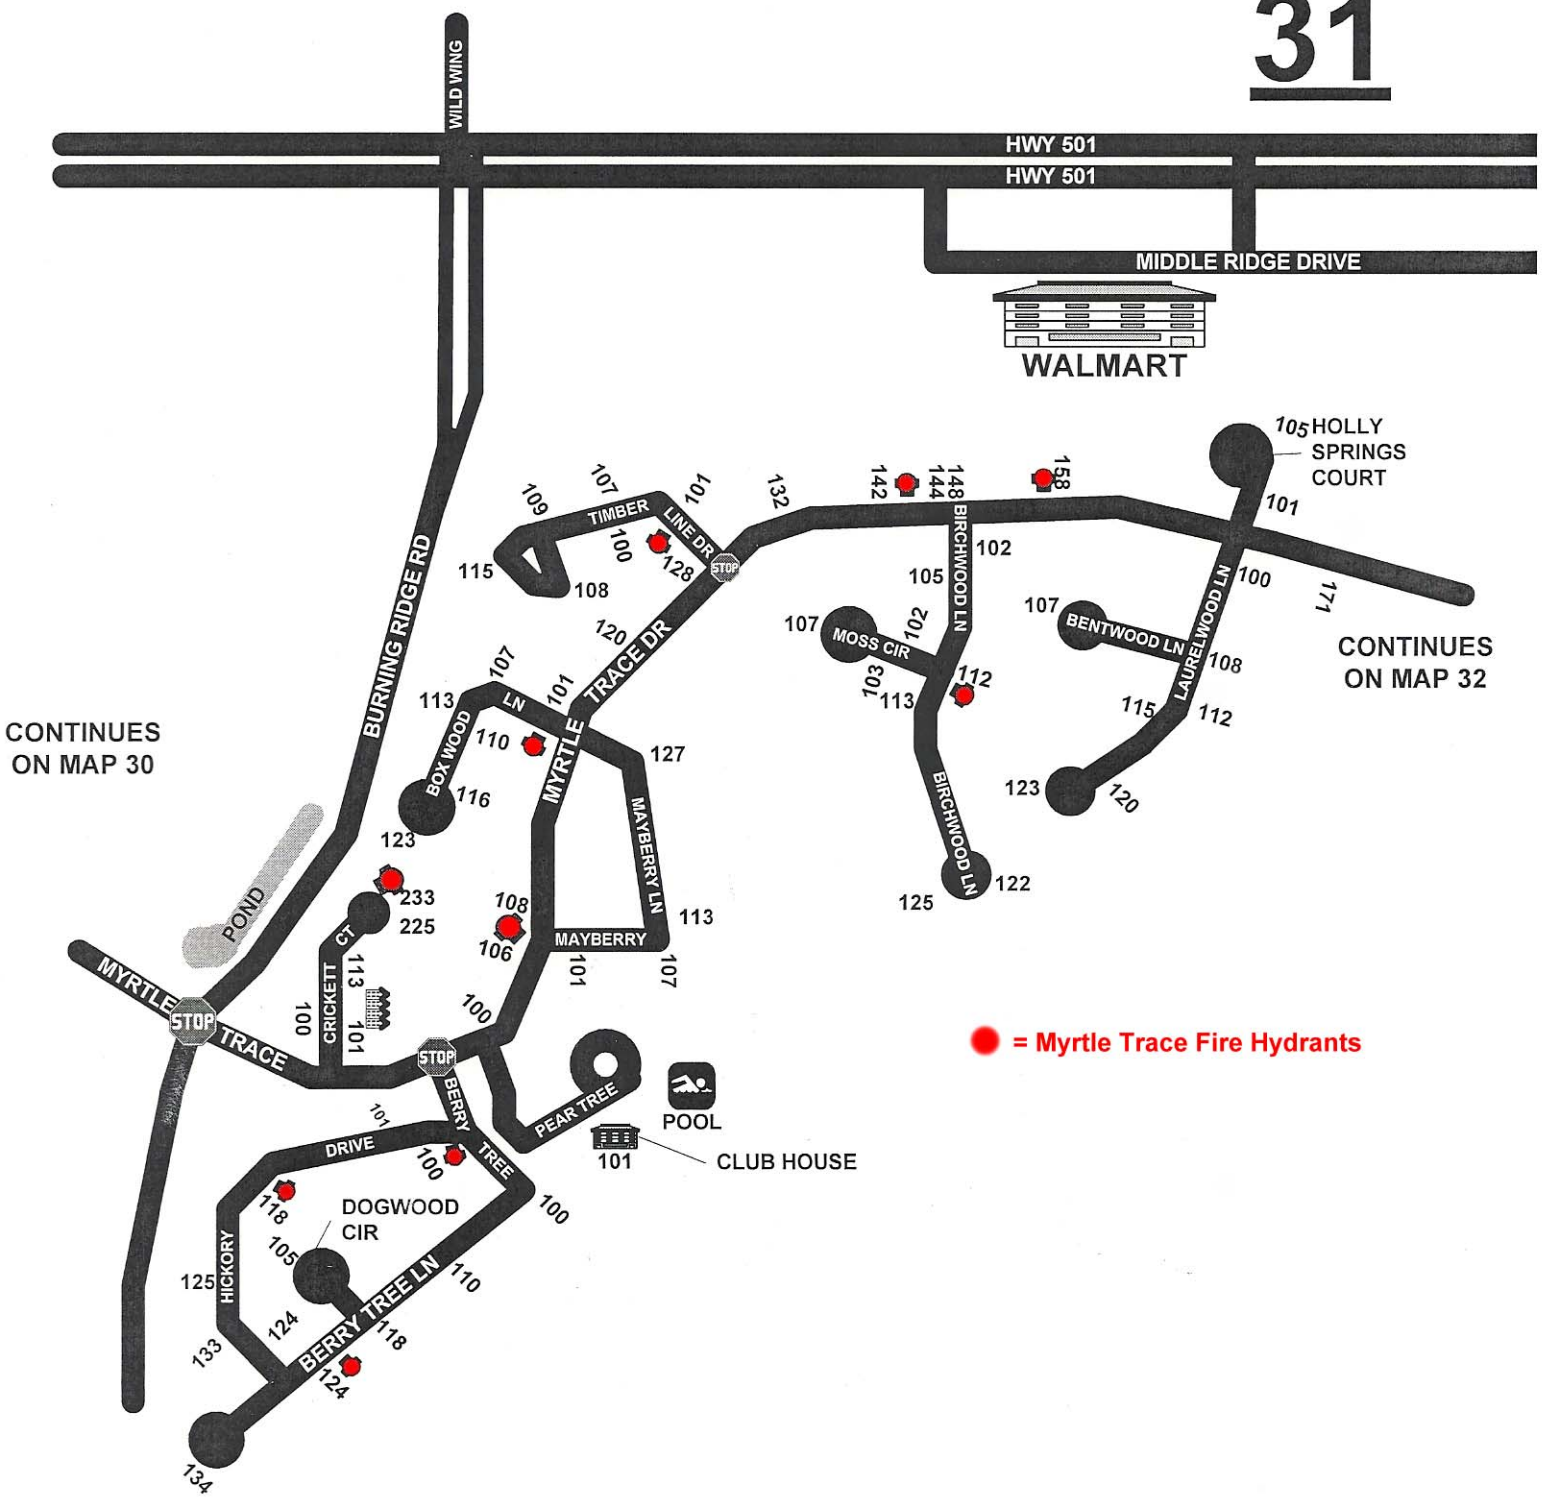 31
WILD WING
HWY 501
HWY 501
MIDDLE RIDGE DRIVE
WALMART
105 HOLLY
SPRINGS
COURT
101
109
107
101
TIMBER
LINE DR
100
128
115
108
STOP
132
142
144
148
158
BIRCHWOOD LN
102
105
107
MOSS CIR
102
103
112
113
BIRCHWOOD LN
125
122
100
171
107
BENTWOOD LN
LAURELWOOD LN
108
115
112
123
120
CONTINUES
ON MAP 32
BURNING RIDGE RD
120
MYRTLE TRACE DR
107
101
113
LN
BOX WOOD
110
116
123
127
MAYBERRY LN
113
MAYBERRY
101
107
CONTINUES
ON MAP 30
POND
233
225
CT
CRICKETT
113
100
101
108
106
100
MYRTLE
STOP
TRACE
STOP
= Myrtle Trace Fire Hydrants
PEAR TREE
POOL
101
CLUB HOUSE
BERRY
TREE
101
DRIVE
100
118
HICKORY
125
133
DOGWOOD
CIR
105
124
100
110
BERRY TREE LN
118
124
134